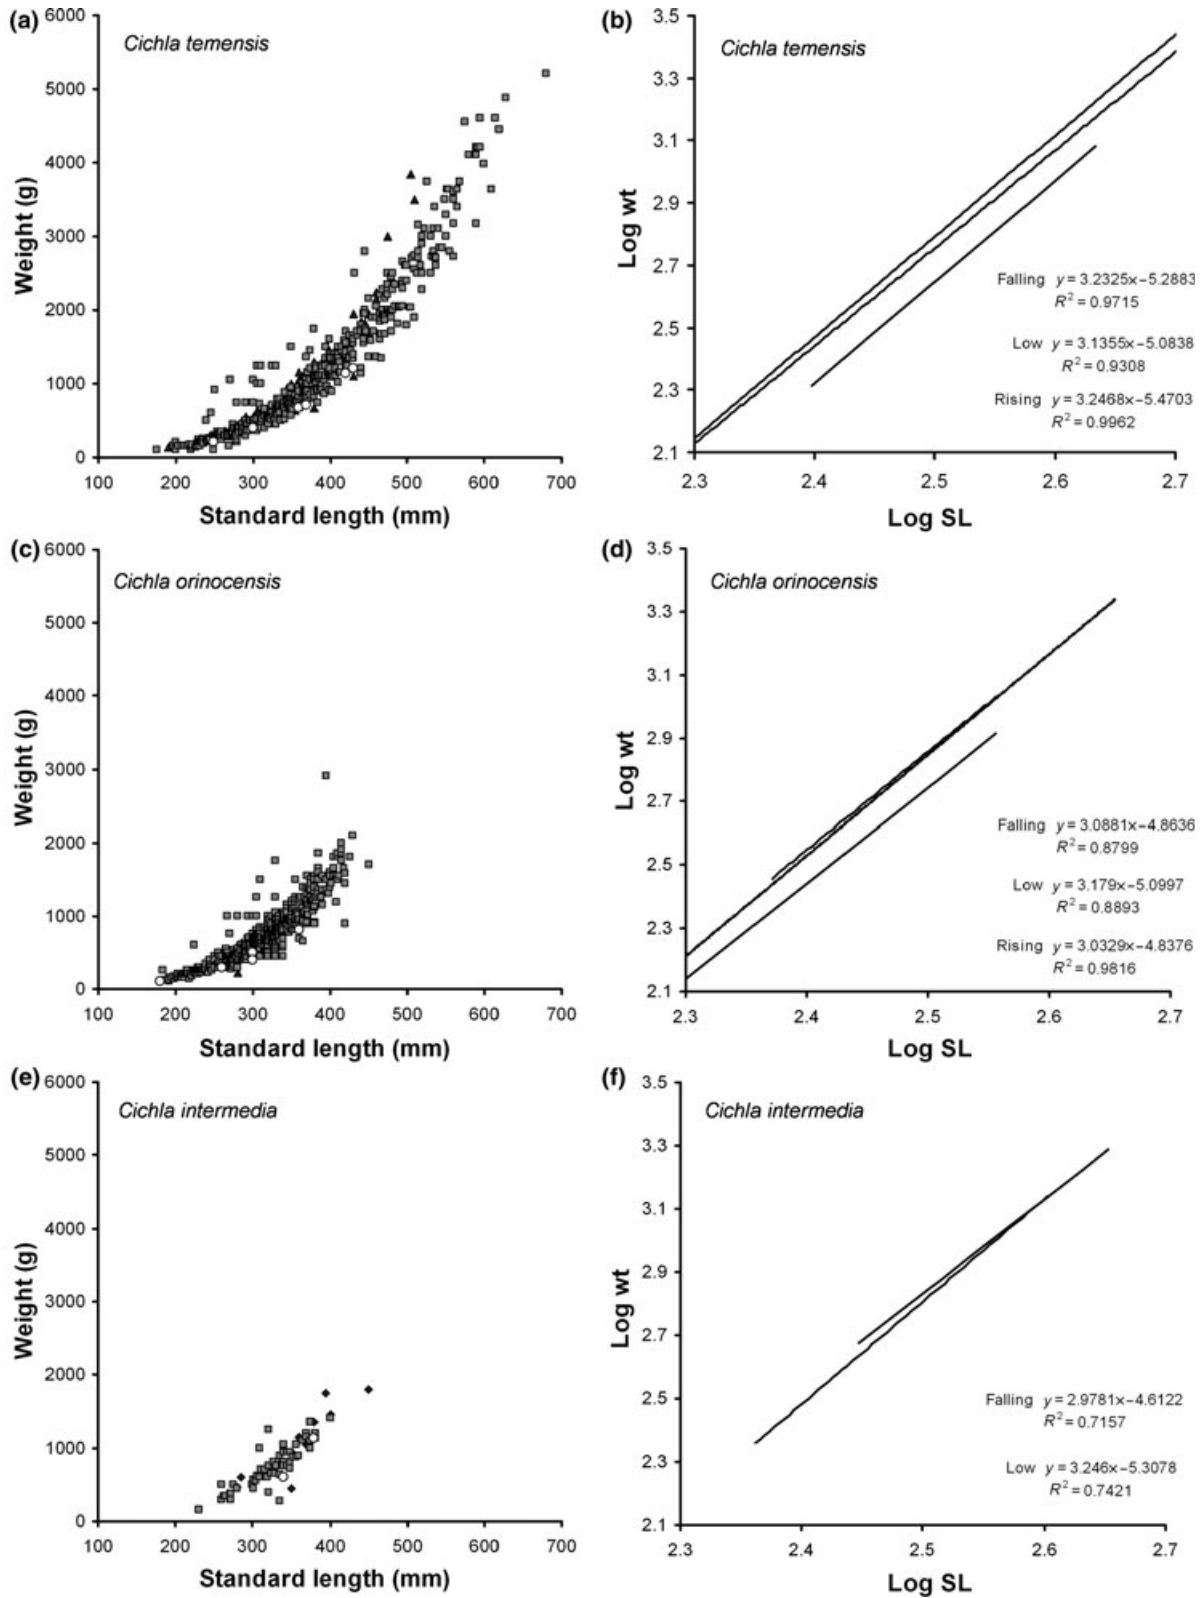 (a)
6000
5000
4000
3000
2000
1000
0
Weight (g)
Cichla temensis
100 200 300 400 500 600 700
Standard length (mm)
(b)
3.5
3.3
3.1
2.9
2.7
2.5
2.3
2.1
Log wt
Cichla temensis
Falling y = 3.2325x−5.2883
R² = 0.9715
Low y = 3.1355x−5.0838
R² = 0.9308
Rising y = 3.2468x−5.4703
R² = 0.9962
2.3 2.4 2.5 2.6 2.7
Log SL
(c)
6000
5000
4000
3000
2000
1000
0
Weight (g)
Cichla orinocensis
100 200 300 400 500 600 700
Standard length (mm)
(d)
3.5
3.3
3.1
2.9
2.7
2.5
2.3
2.1
Log wt
Cichla orinocensis
Falling y = 3.0881x−4.8636
R² = 0.8799
Low y = 3.179x−5.0997
R² = 0.8893
Rising y = 3.0329x−4.8376
R² = 0.9816
2.3 2.4 2.5 2.6 2.7
Log SL
(e)
6000
5000
4000
3000
2000
1000
0
Weight (g)
Cichla intermedia
100 200 300 400 500 600 700
Standard length (mm)
(f)
3.5
3.3
3.1
2.9
2.7
2.5
2.3
2.1
Log wt
Cichla intermedia
Falling y = 2.9781x−4.6122
R² = 0.7157
Low y = 3.246x−5.3078
R² = 0.7421
2.3 2.4 2.5 2.6 2.7
Log SL